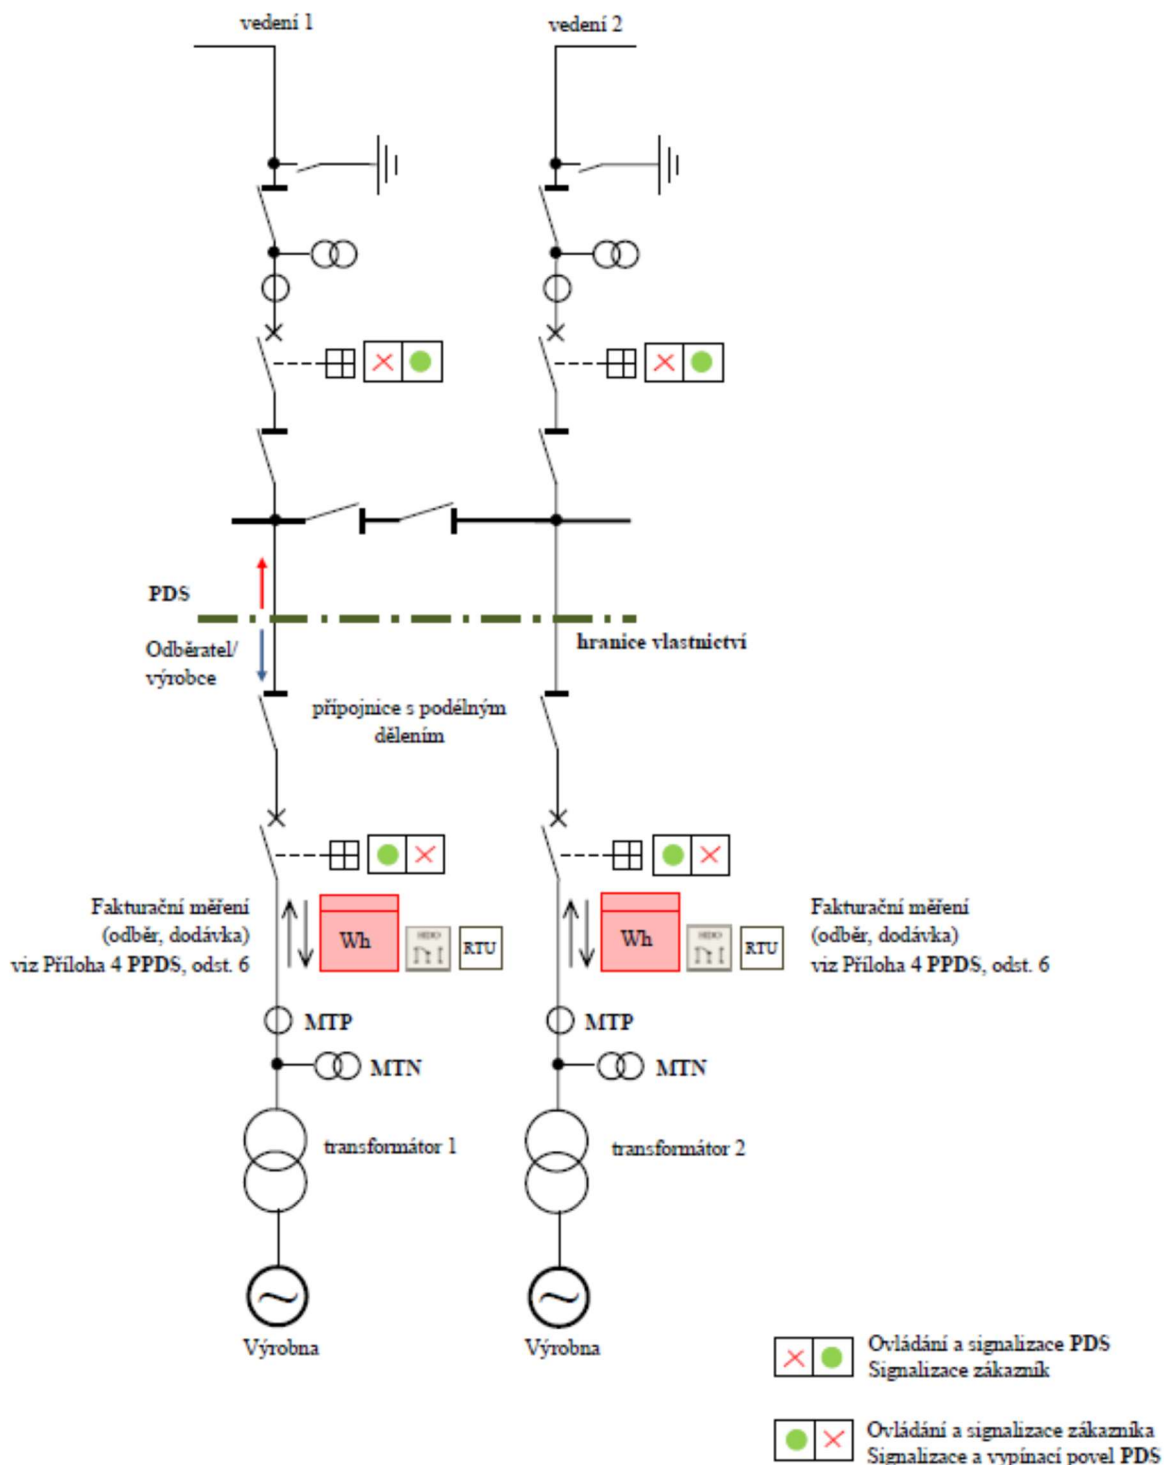 vedení 1
vedení 2
PDS
Odběratel/
výrobce
hranice vlastnictví
přípojnice s podélným
dělením
Fakturační měření
(odběr, dodávka)
viz Příloha 4 PPDS, odst. 6
Wh
HDO
RTU
Wh
HDO
RTU
Fakturační měření
(odběr, dodávka)
viz Příloha 4 PPDS, odst. 6
MTP
MTP
MTN
MTN
transformátor 1
transformátor 2
Výrobna
Výrobna
Ovládání a signalizace PDS
Signalizace zákazník
Ovládání a signalizace zákazníka
Signalizace a vypínací povel PDS